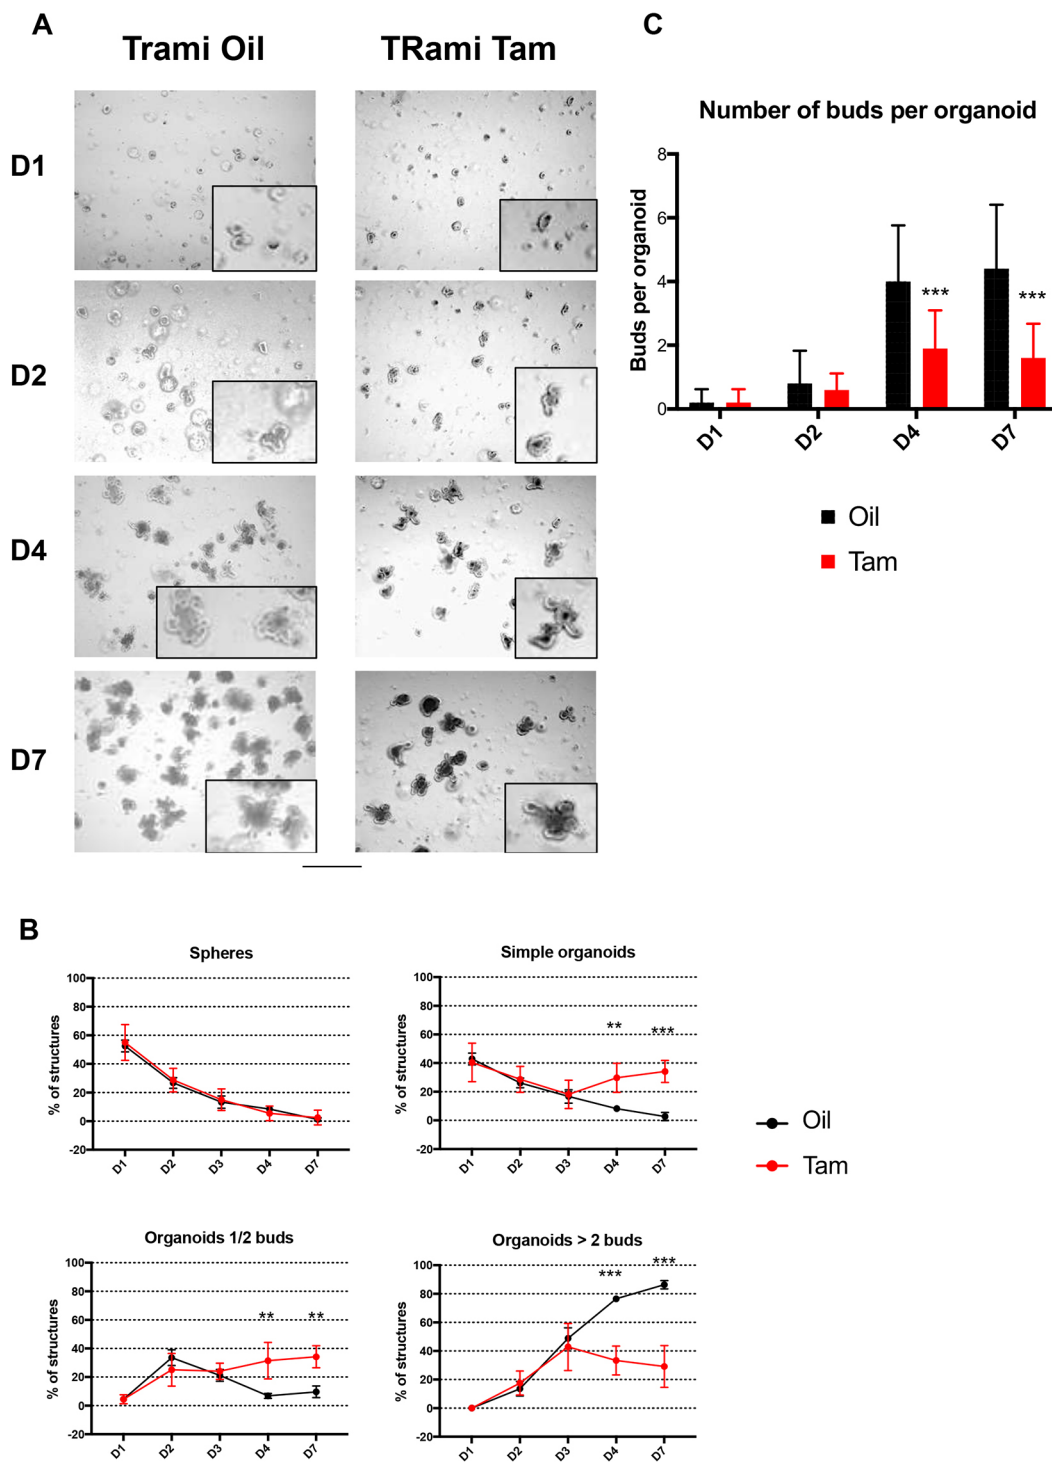 A
Trami Oil
TRami Tam
D1
D2
D4
D7
C
Number of buds per organoid
Buds per organoid
8
6
4
2
0
***
***
D1
D2
D4
D7
Oil
Tam
B
Spheres
% of structures
100
80
60
40
20
0
-20
D1
D2
D3
D4
D7
Simple organoids
% of structures
100
80
60
40
20
0
-20
**
***
D1
D2
D3
D4
D7
Oil
Tam
Organoids 1/2 buds
% of structures
100
80
60
40
20
0
-20
**
**
D1
D2
D3
D4
D7
Organoids > 2 buds
% of structures
100
80
60
40
20
0
-20
***
***
D1
D2
D3
D4
D7